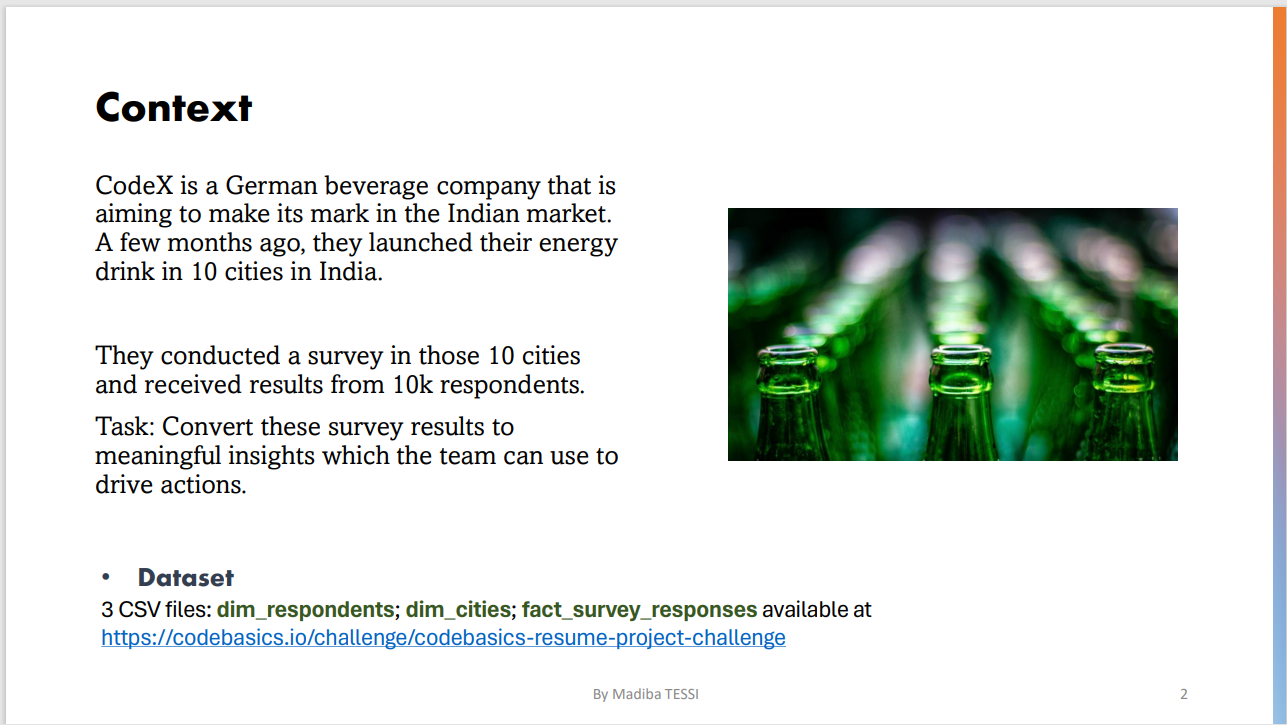 Context
CodeX is a German beverage company that is
aiming to make its mark in the Indian market.
A few months ago, they launched their energy
drink in 10 cities in India.
They conducted a survey in those 10 cities
and received results from 10k respondents.
Task: Convert these survey results to
meaningful insights which the team can use to
drive actions.
• Dataset
3 CSV files: dim_respondents; dim_cities; fact_survey_responses available at
https://codebasics.io/challenge/codebasics-resume-project-challenge
By Madiba TESSI
2